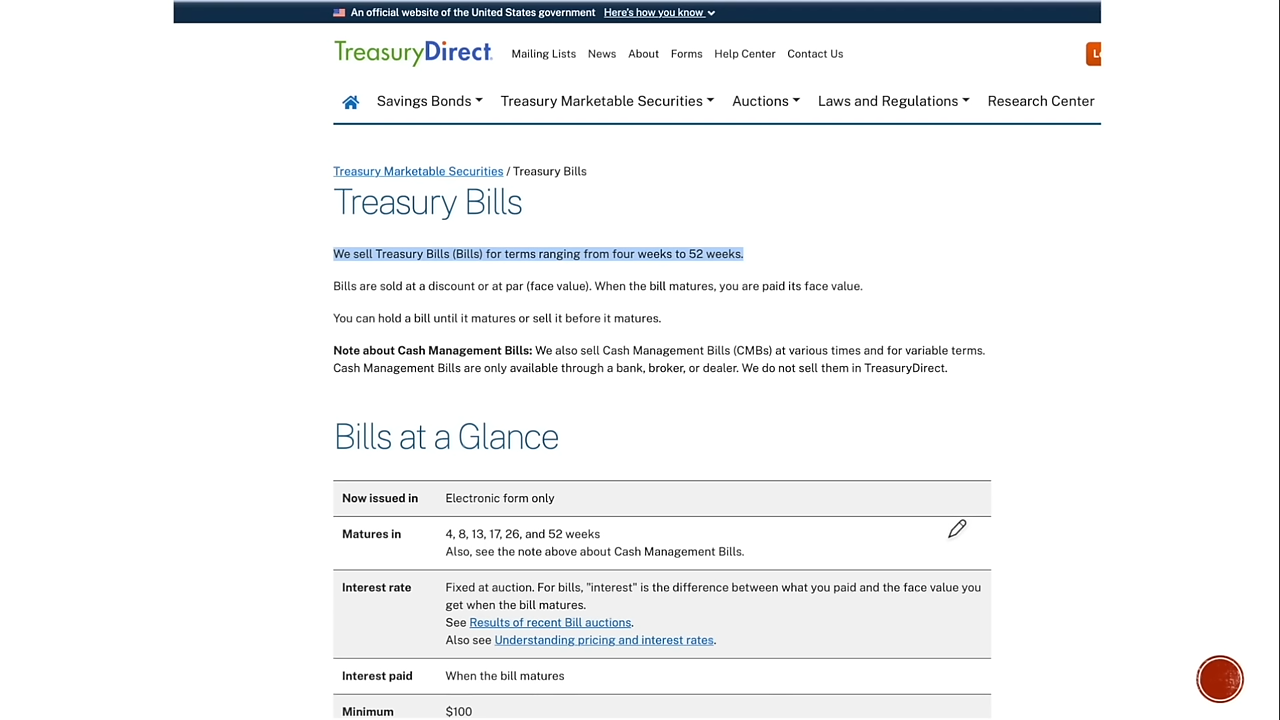 An official website of the United States government Here's how you know
TreasuryDirect Mailing Lists News About Forms Help Center Contact Us
Savings Bonds Treasury Marketable Securities Auctions Laws and Regulations Research Center
Treasury Marketable Securities / Treasury Bills
Treasury Bills
We sell Treasury Bills (Bills) for terms ranging from four weeks to 52 weeks.
Bills are sold at a discount or at par (face value). When the bill matures, you are paid its face value.
You can hold a bill until it matures or sell it before it matures.
Note about Cash Management Bills: We also sell Cash Management Bills (CMBs) at various times and for variable terms.
Cash Management Bills are only available through a bank, broker, or dealer. We do not sell them in TreasuryDirect.
Bills at a Glance
Now issued in Electronic form only
Matures in 4, 8, 13, 17, 26, and 52 weeks
Also, see the note above about Cash Management Bills.
Interest rate Fixed at auction. For bills, "interest" is the difference between what you paid and the face value you
get when the bill matures.
See Results of recent Bill auctions.
Also see Understanding pricing and interest rates.
Interest paid When the bill matures
Minimum $100